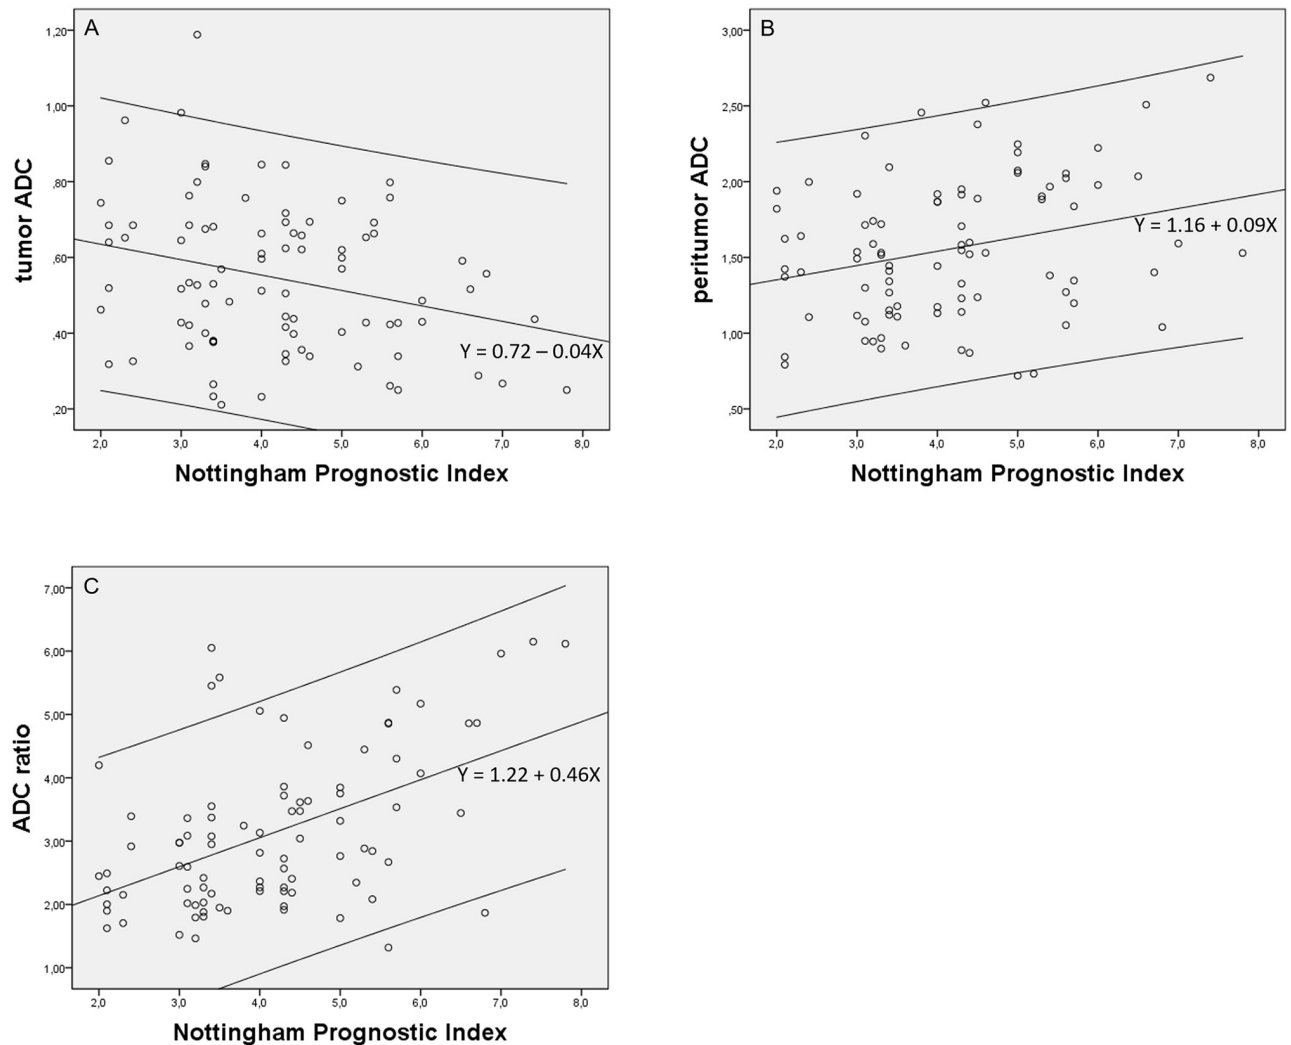 A
tumor ADC
1,20
1,00
,80
,60
,40
,20
Y = 0.72 – 0.04X
2,0 3,0 4,0 5,0 6,0 7,0 8,0
Nottingham Prognostic Index
B
peritumor ADC
3,00
2,50
2,00
1,50
1,00
,50
Y = 1.16 + 0.09X
2,0 3,0 4,0 5,0 6,0 7,0 8,0
Nottingham Prognostic Index
C
ADC ratio
7,00
6,00
5,00
4,00
3,00
2,00
1,00
Y = 1.22 + 0.46X
2,0 3,0 4,0 5,0 6,0 7,0 8,0
Nottingham Prognostic Index